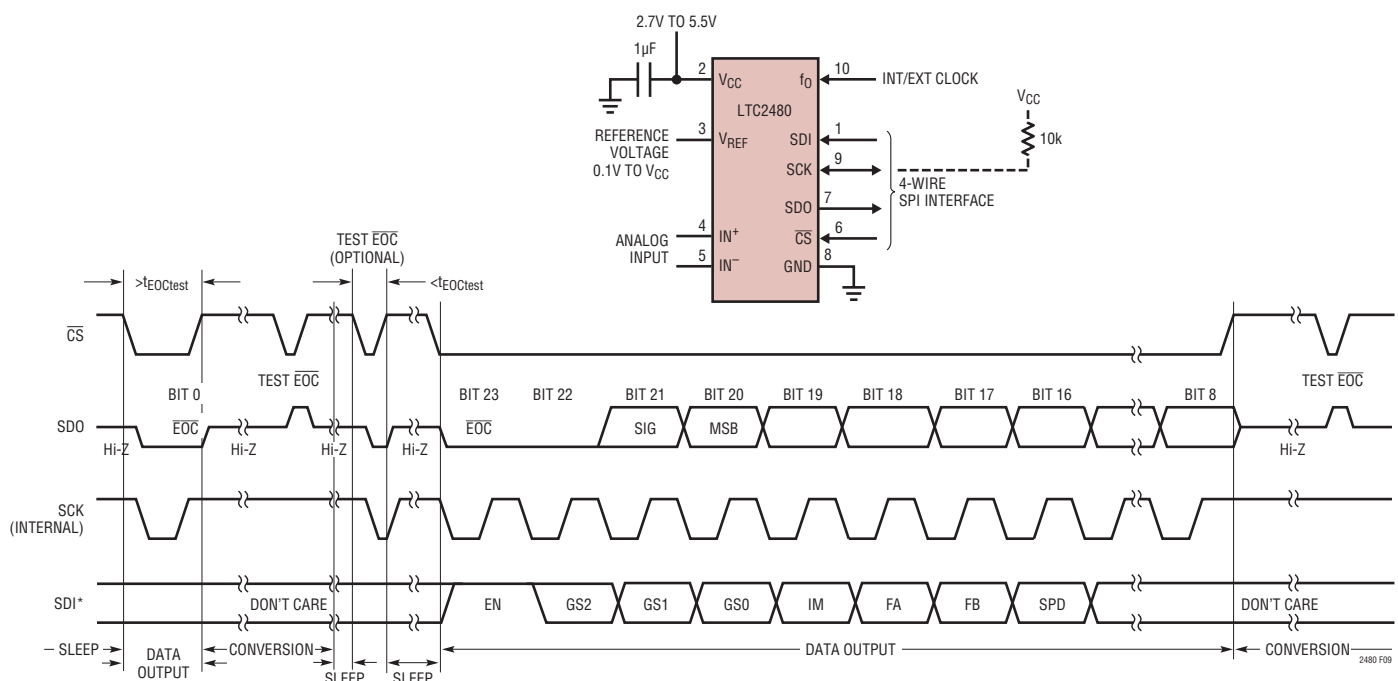 2.7V TO 5.5V
1µF
2
VCC
fO
10
INT/EXT CLOCK
LTC2480
VCC
10k
REFERENCE
VOLTAGE
0.1V TO VCC
3
VREF
SDI
1
SCK
9
SDO
7
4-WIRE
SPI INTERFACE
ANALOG
INPUT
4
IN+
5
IN–
CS
6
GND
8
TEST EOC
(OPTIONAL)
>tEOCtest
<tEOCtest
CS
BIT 0
TEST EOC
BIT 23
BIT 22
BIT 21
BIT 20
BIT 19
BIT 18
BIT 17
BIT 16
BIT 8
TEST EOC
SDO
EOC
EOC
SIG
MSB
Hi-Z
Hi-Z
Hi-Z
Hi-Z
Hi-Z
SCK
(INTERNAL)
SDI*
DON'T CARE
EN
GS2
GS1
GS0
IM
FA
FB
SPD
DON'T CARE
SLEEP
DATA
OUTPUT
CONVERSION
SLEEP
SLEEP
DATA OUTPUT
CONVERSION
2480 F09